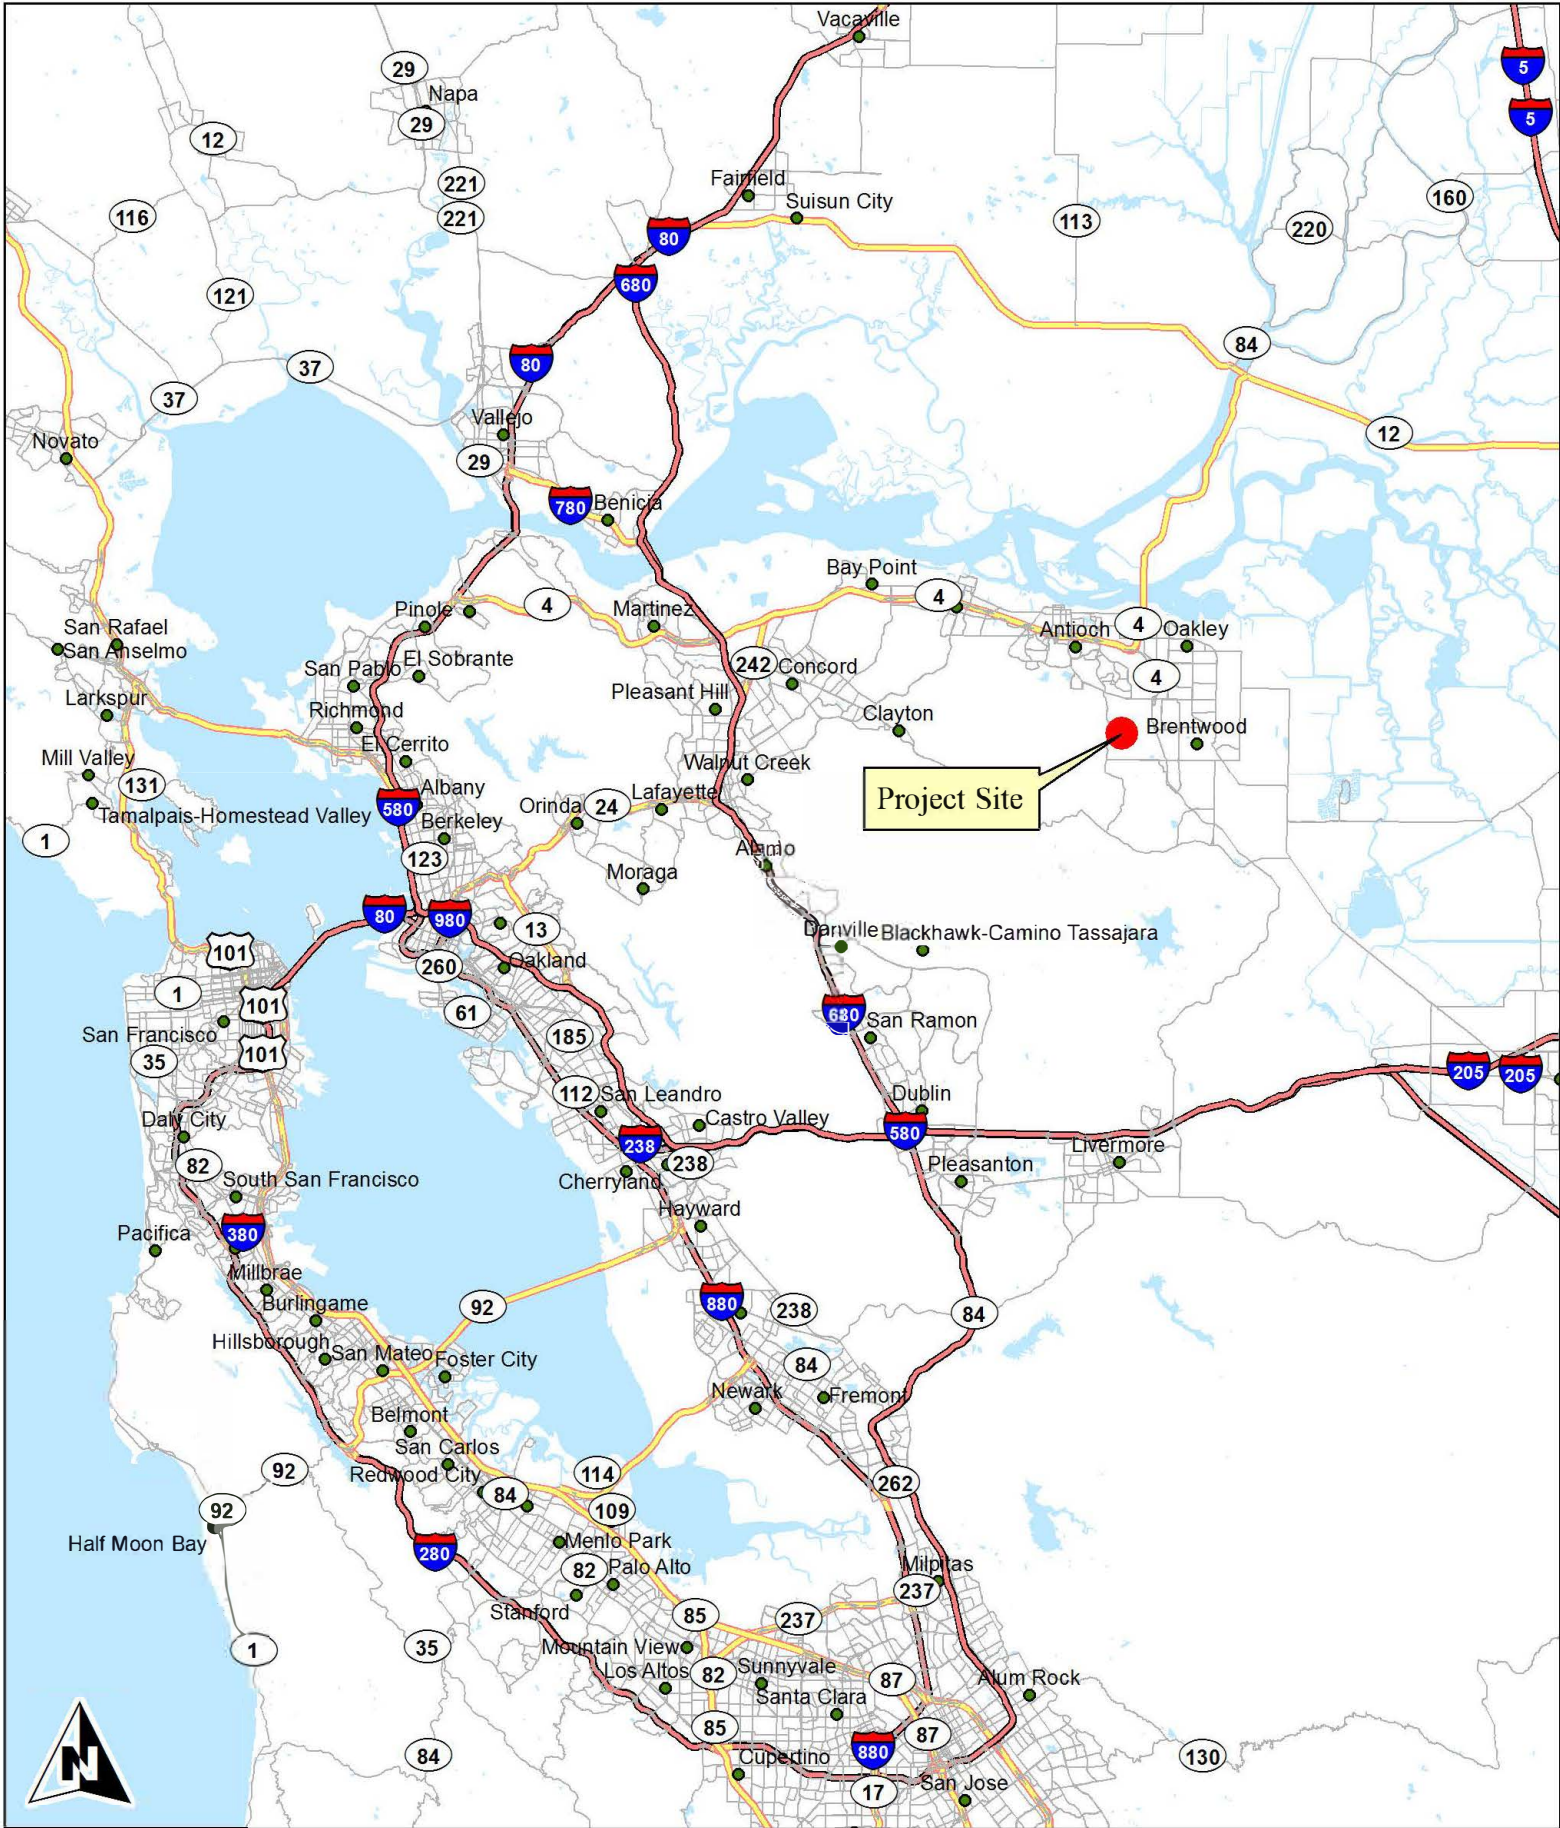 Vacaville
5
29
Napa
5
29
12
Fairfield
221
Suisun City
160
116
221
113
220
80
680
121
84
37
80
37
Vallejo
12
Novato
29
780
Benicia
Bay Point
4
4
Pinole
Martinez
4
San Rafael
Antioch
Oakley
San Anselmo
El Sobrante
242
Concord
San Pablo
4
Larkspur
Pleasant Hill
Richmond
Clayton
Brentwood
El Cerrito
Mill Valley
Walnut Creek
131
Albany
Lafayette
Project Site
580
Orinda
24
Tamalpais-Homestead Valley
Berkeley
1
123
Alamo
Moraga
80
980
13
Danville
Blackhawk-Camino Tassajara
101
Oakland
260
1
101
61
680
San Ramon
San Francisco
185
101
35
205
205
112
San Leandro
Dublin
Daly City
Castro Valley
580
238
Livermore
82
238
Pleasanton
South San Francisco
Cherryland
Hayward
Pacifica
380
Millbrae
880
Burlingame
92
238
84
Hillsborough
San Mateo
Foster City
84
Newark
Fremont
Belmont
San Carlos
92
Redwood City
114
262
84
92
109
Half Moon Bay
Menlo Park
280
82
Palo Alto
Milpitas
237
Stanford
85
237
1
35
Mountain View
Los Altos
82
Sunnyvale
87
Alum Rock
Santa Clara
85
87
N
84
Cupertino
880
130
17
San Jose